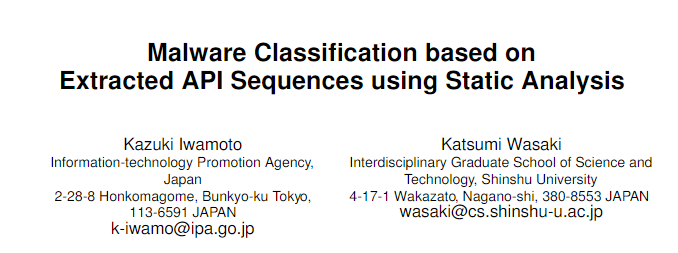 Malware Classification based on
Extracted API Sequences using Static Analysis
Kazuki Iwamoto
Information-technology Promotion Agency,
Japan
2-28-8 Honkomagome, Bunkyo-ku Tokyo,
113-6591 JAPAN
k-iwamo@ipa.go.jp
Katsumi Wasaki
Interdisciplinary Graduate School of Science and
Technology, Shinshu University
4-17-1 Wakazato, Nagano-shi, 380-8553 JAPAN
wasaki@cs.shinshu-u.ac.jp